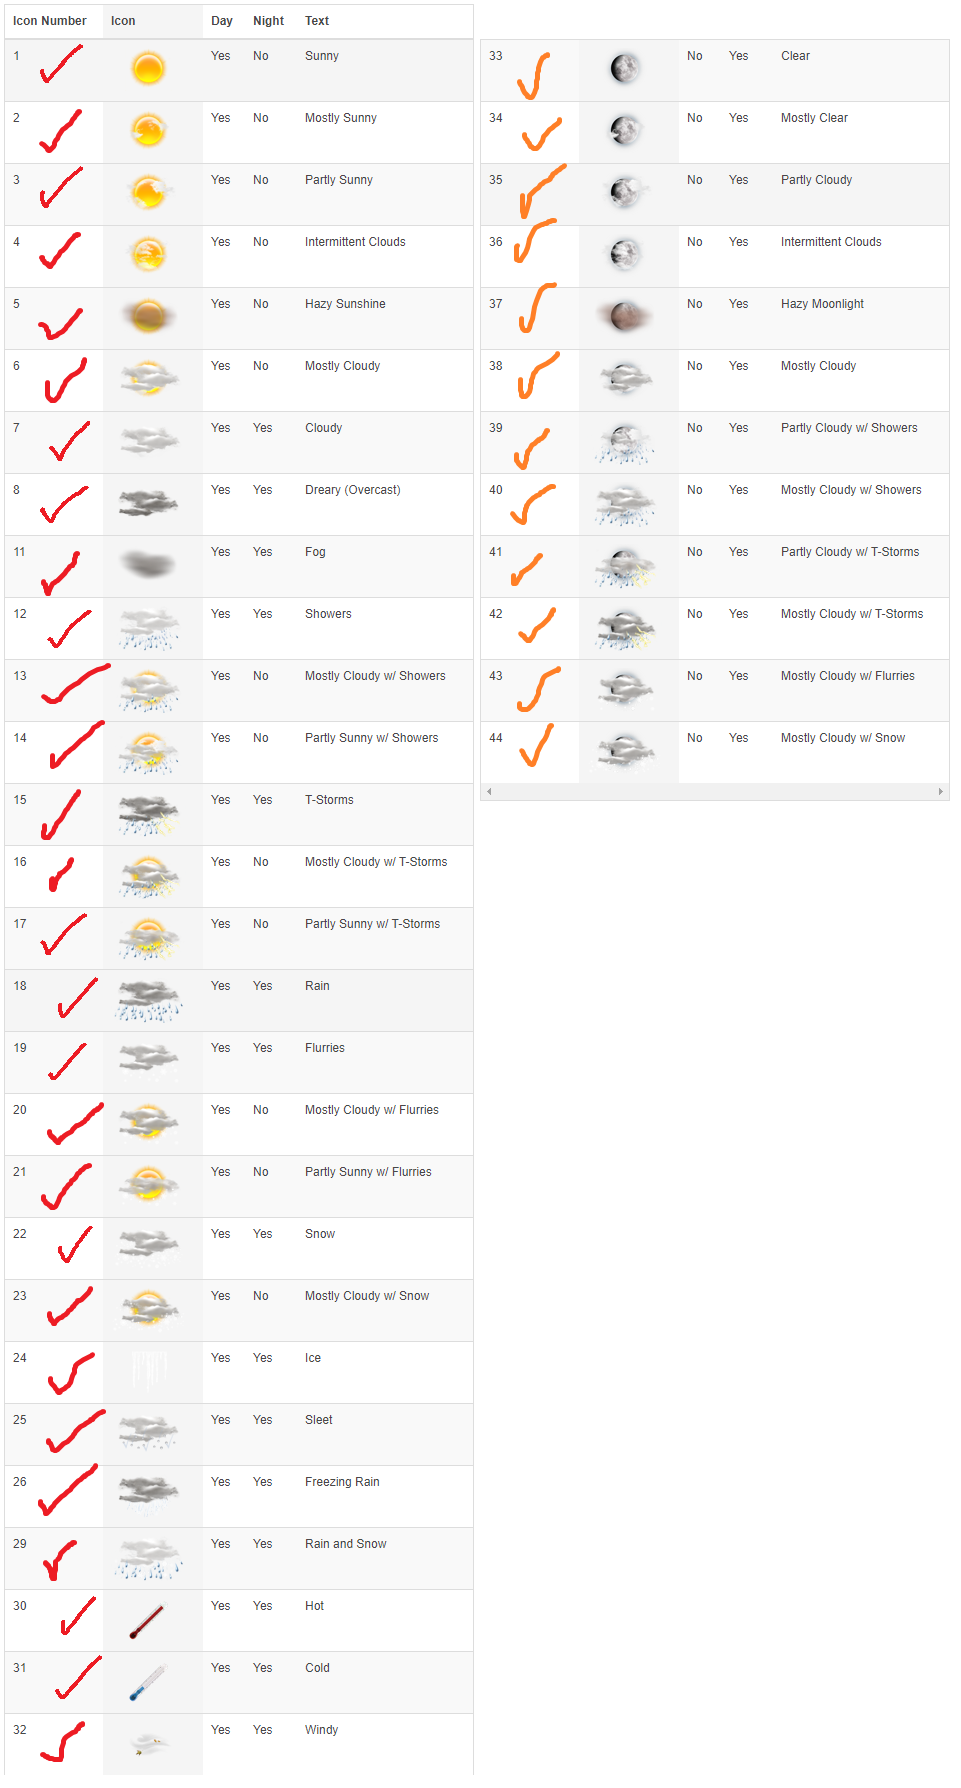 Icon Number Icon Day Night Text
1 Yes No Sunny
2 Yes No Mostly Sunny
3 Yes No Partly Sunny
4 Yes No Intermittent Clouds
5 Yes No Hazy Sunshine
6 Yes No Mostly Cloudy
7 Yes Yes Cloudy
8 Yes Yes Dreary (Overcast)
11 Yes Yes Fog
12 Yes Yes Showers
13 Yes No Mostly Cloudy w/ Showers
14 Yes No Partly Sunny w/ Showers
15 Yes Yes T-Storms
16 Yes No Mostly Cloudy w/ T-Storms
17 Yes No Partly Sunny w/ T-Storms
18 Yes Yes Rain
19 Yes Yes Flurries
20 Yes No Mostly Cloudy w/ Flurries
21 Yes No Partly Sunny w/ Flurries
22 Yes Yes Snow
23 Yes No Mostly Cloudy w/ Snow
24 Yes Yes Ice
25 Yes Yes Sleet
26 Yes Yes Freezing Rain
29 Yes Yes Rain and Snow
30 Yes Yes Hot
31 Yes Yes Cold
32 Yes Yes Windy
33 No Yes Clear
34 No Yes Mostly Clear
35 No Yes Partly Cloudy
36 No Yes Intermittent Clouds
37 No Yes Hazy Moonlight
38 No Yes Mostly Cloudy
39 No Yes Partly Cloudy w/ Showers
40 No Yes Mostly Cloudy w/ Showers
41 No Yes Partly Cloudy w/ T-Storms
42 No Yes Mostly Cloudy w/ T-Storms
43 No Yes Mostly Cloudy w/ Flurries
44 No Yes Mostly Cloudy w/ Snow